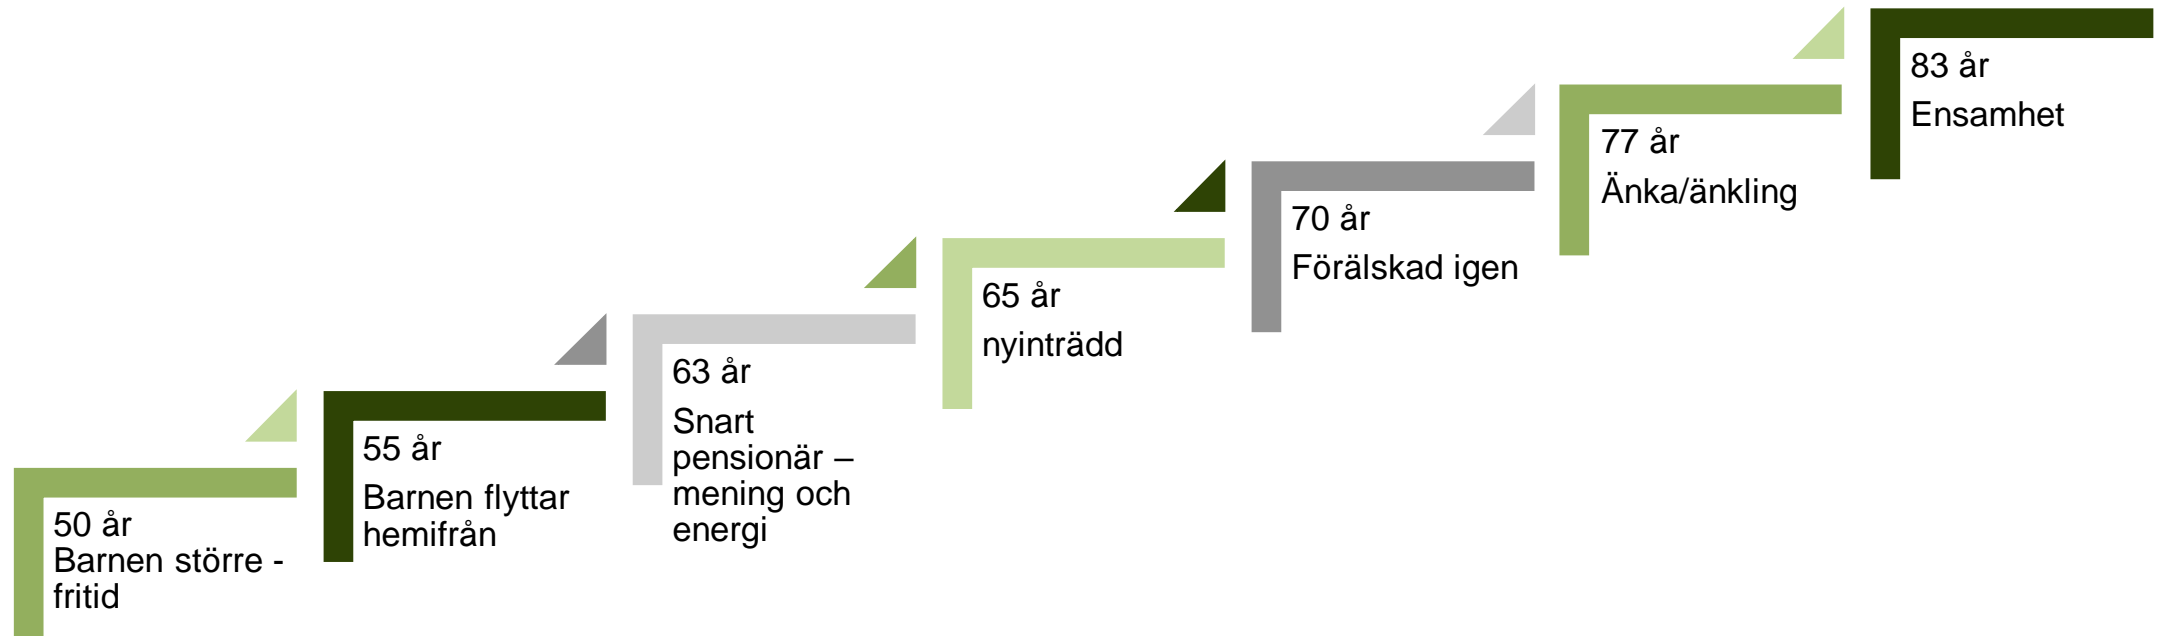 50 år
Barnen större -
fritid
55 år
Barnen flyttar
hemifrån
63 år
Snart
pensionär –
mening och
energi
65 år
nyinträdd
70 år
Förälskad igen
77 år
Änka/änkling
83 år
Ensamhet